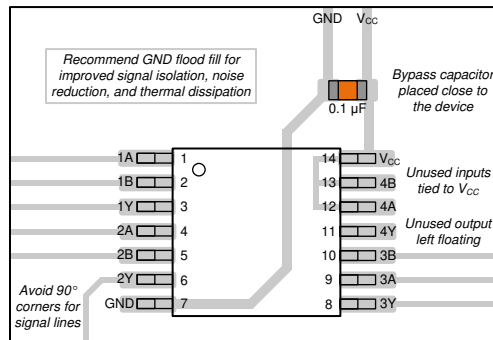 GND VCC
Recommend GND flood fill for
improved signal isolation, noise
reduction, and thermal dissipation
Bypass capacitor
placed close to
the device
0.1 µF
1A 1 14 VCC
1B 2 13 4B
Unused inputs
tied to VCC
1Y 3 12 4A
2A 4 11 4Y
Unused output
left floating
2B 5 10 3B
2Y 6 9 3A
Avoid 90°
corners for
signal lines
GND 7 8 3Y